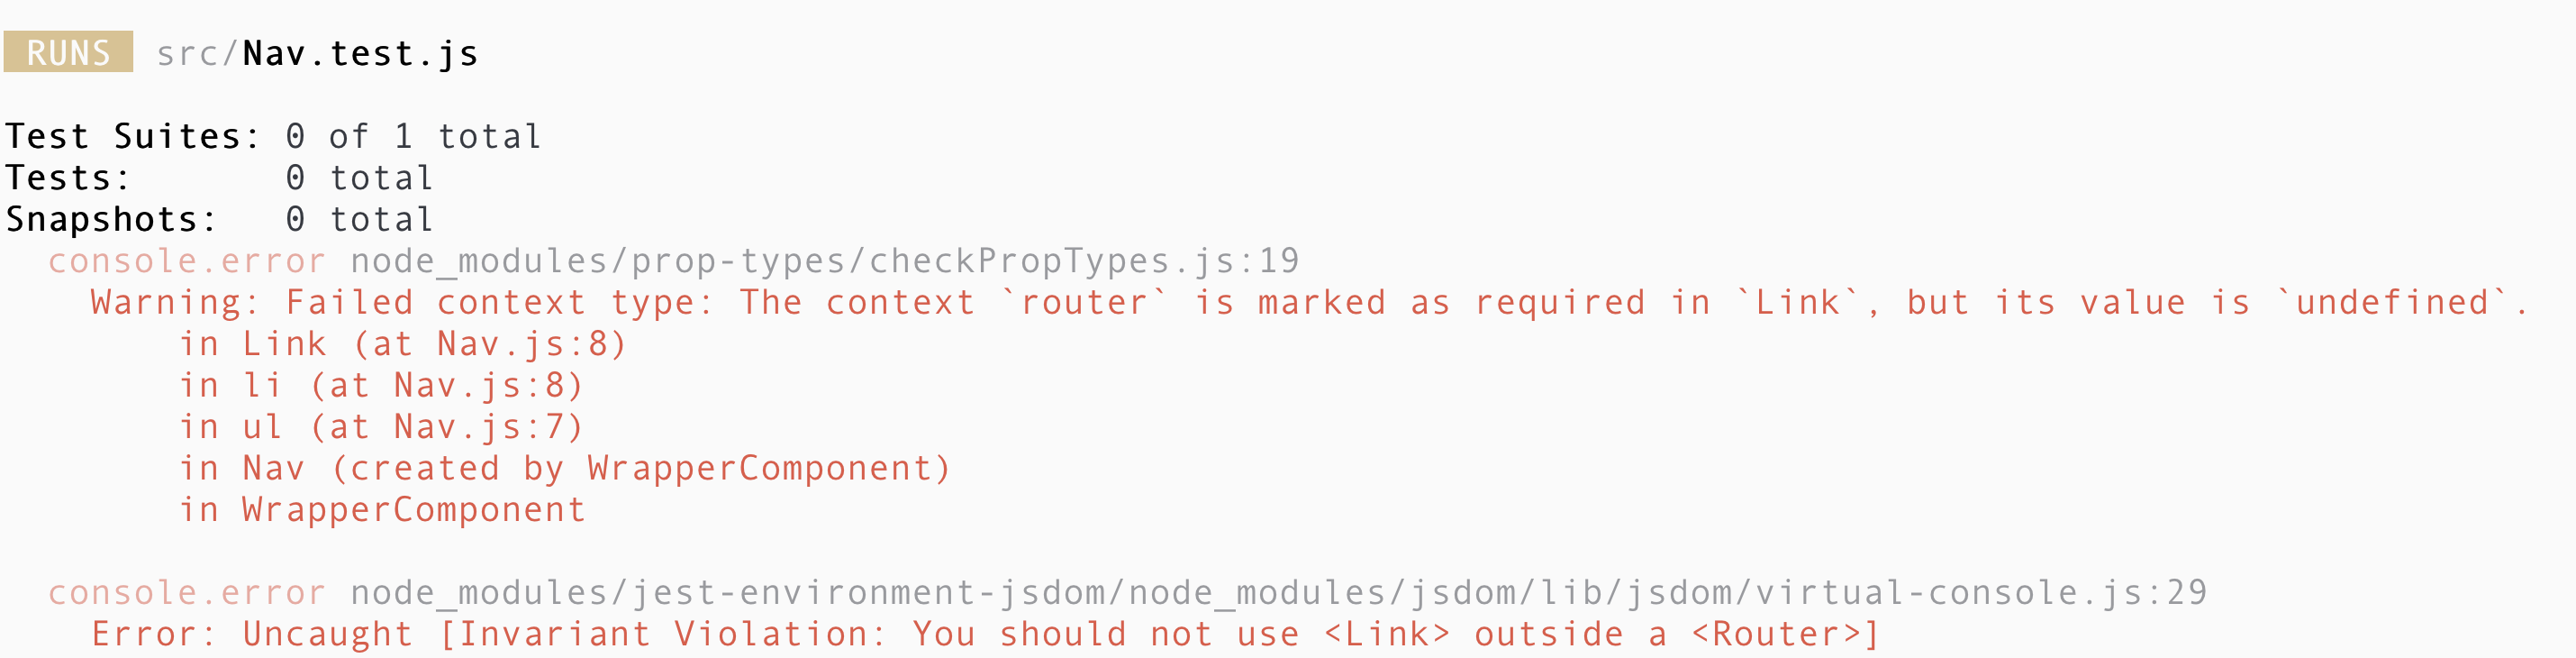 RUNS src/Nav.test.js
Test Suites: 0 of 1 total
Tests: 0 total
Snapshots: 0 total
console.error node_modules/prop-types/checkPropTypes.js:19
Warning: Failed context type: The context `router` is marked as required in `Link`, but its value is `undefined`.
in Link (at Nav.js:8)
in li (at Nav.js:8)
in ul (at Nav.js:7)
in Nav (created by WrapperComponent)
in WrapperComponent
console.error node_modules/jest-environment-jsdom/node_modules/jsdom/lib/jsdom/virtual-console.js:29
Error: Uncaught [Invariant Violation: You should not use <Link> outside a <Router>]